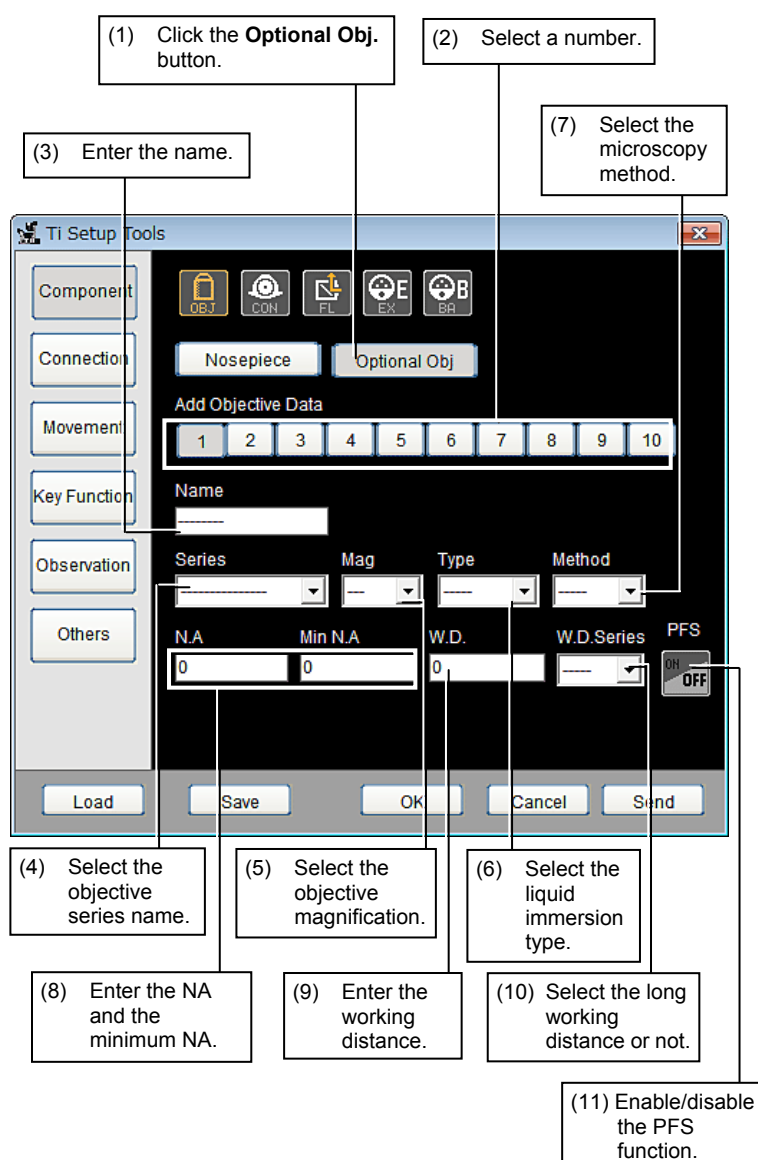 (1) Click the Optional Obj.
button.
(2) Select a number.
(7) Select the
microscopy
method.
(3) Enter the name.
Ti Setup Tools
Component
Connection
Movement
Key Function
Observation
Others
OBJ
CON
FL
E
EX
B
BA
Nosepiece
Optional Obj
Add Objective Data
1 2 3 4 5 6 7 8 9 10
Name
--------
Series Mag Type Method
--------------- --- ----- -----
N.A Min N.A W.D. W.D.Series PFS
0 0 0 ----- ON OFF
Load Save OK Cancel Send
(4) Select the
objective
series name.
(5) Select the
objective
magnification.
(6) Select the
liquid
immersion
type.
(8) Enter the NA
and the
minimum NA.
(9) Enter the
working
distance.
(10) Select the long
working
distance or not.
(11) Enable/disable
the PFS
function.